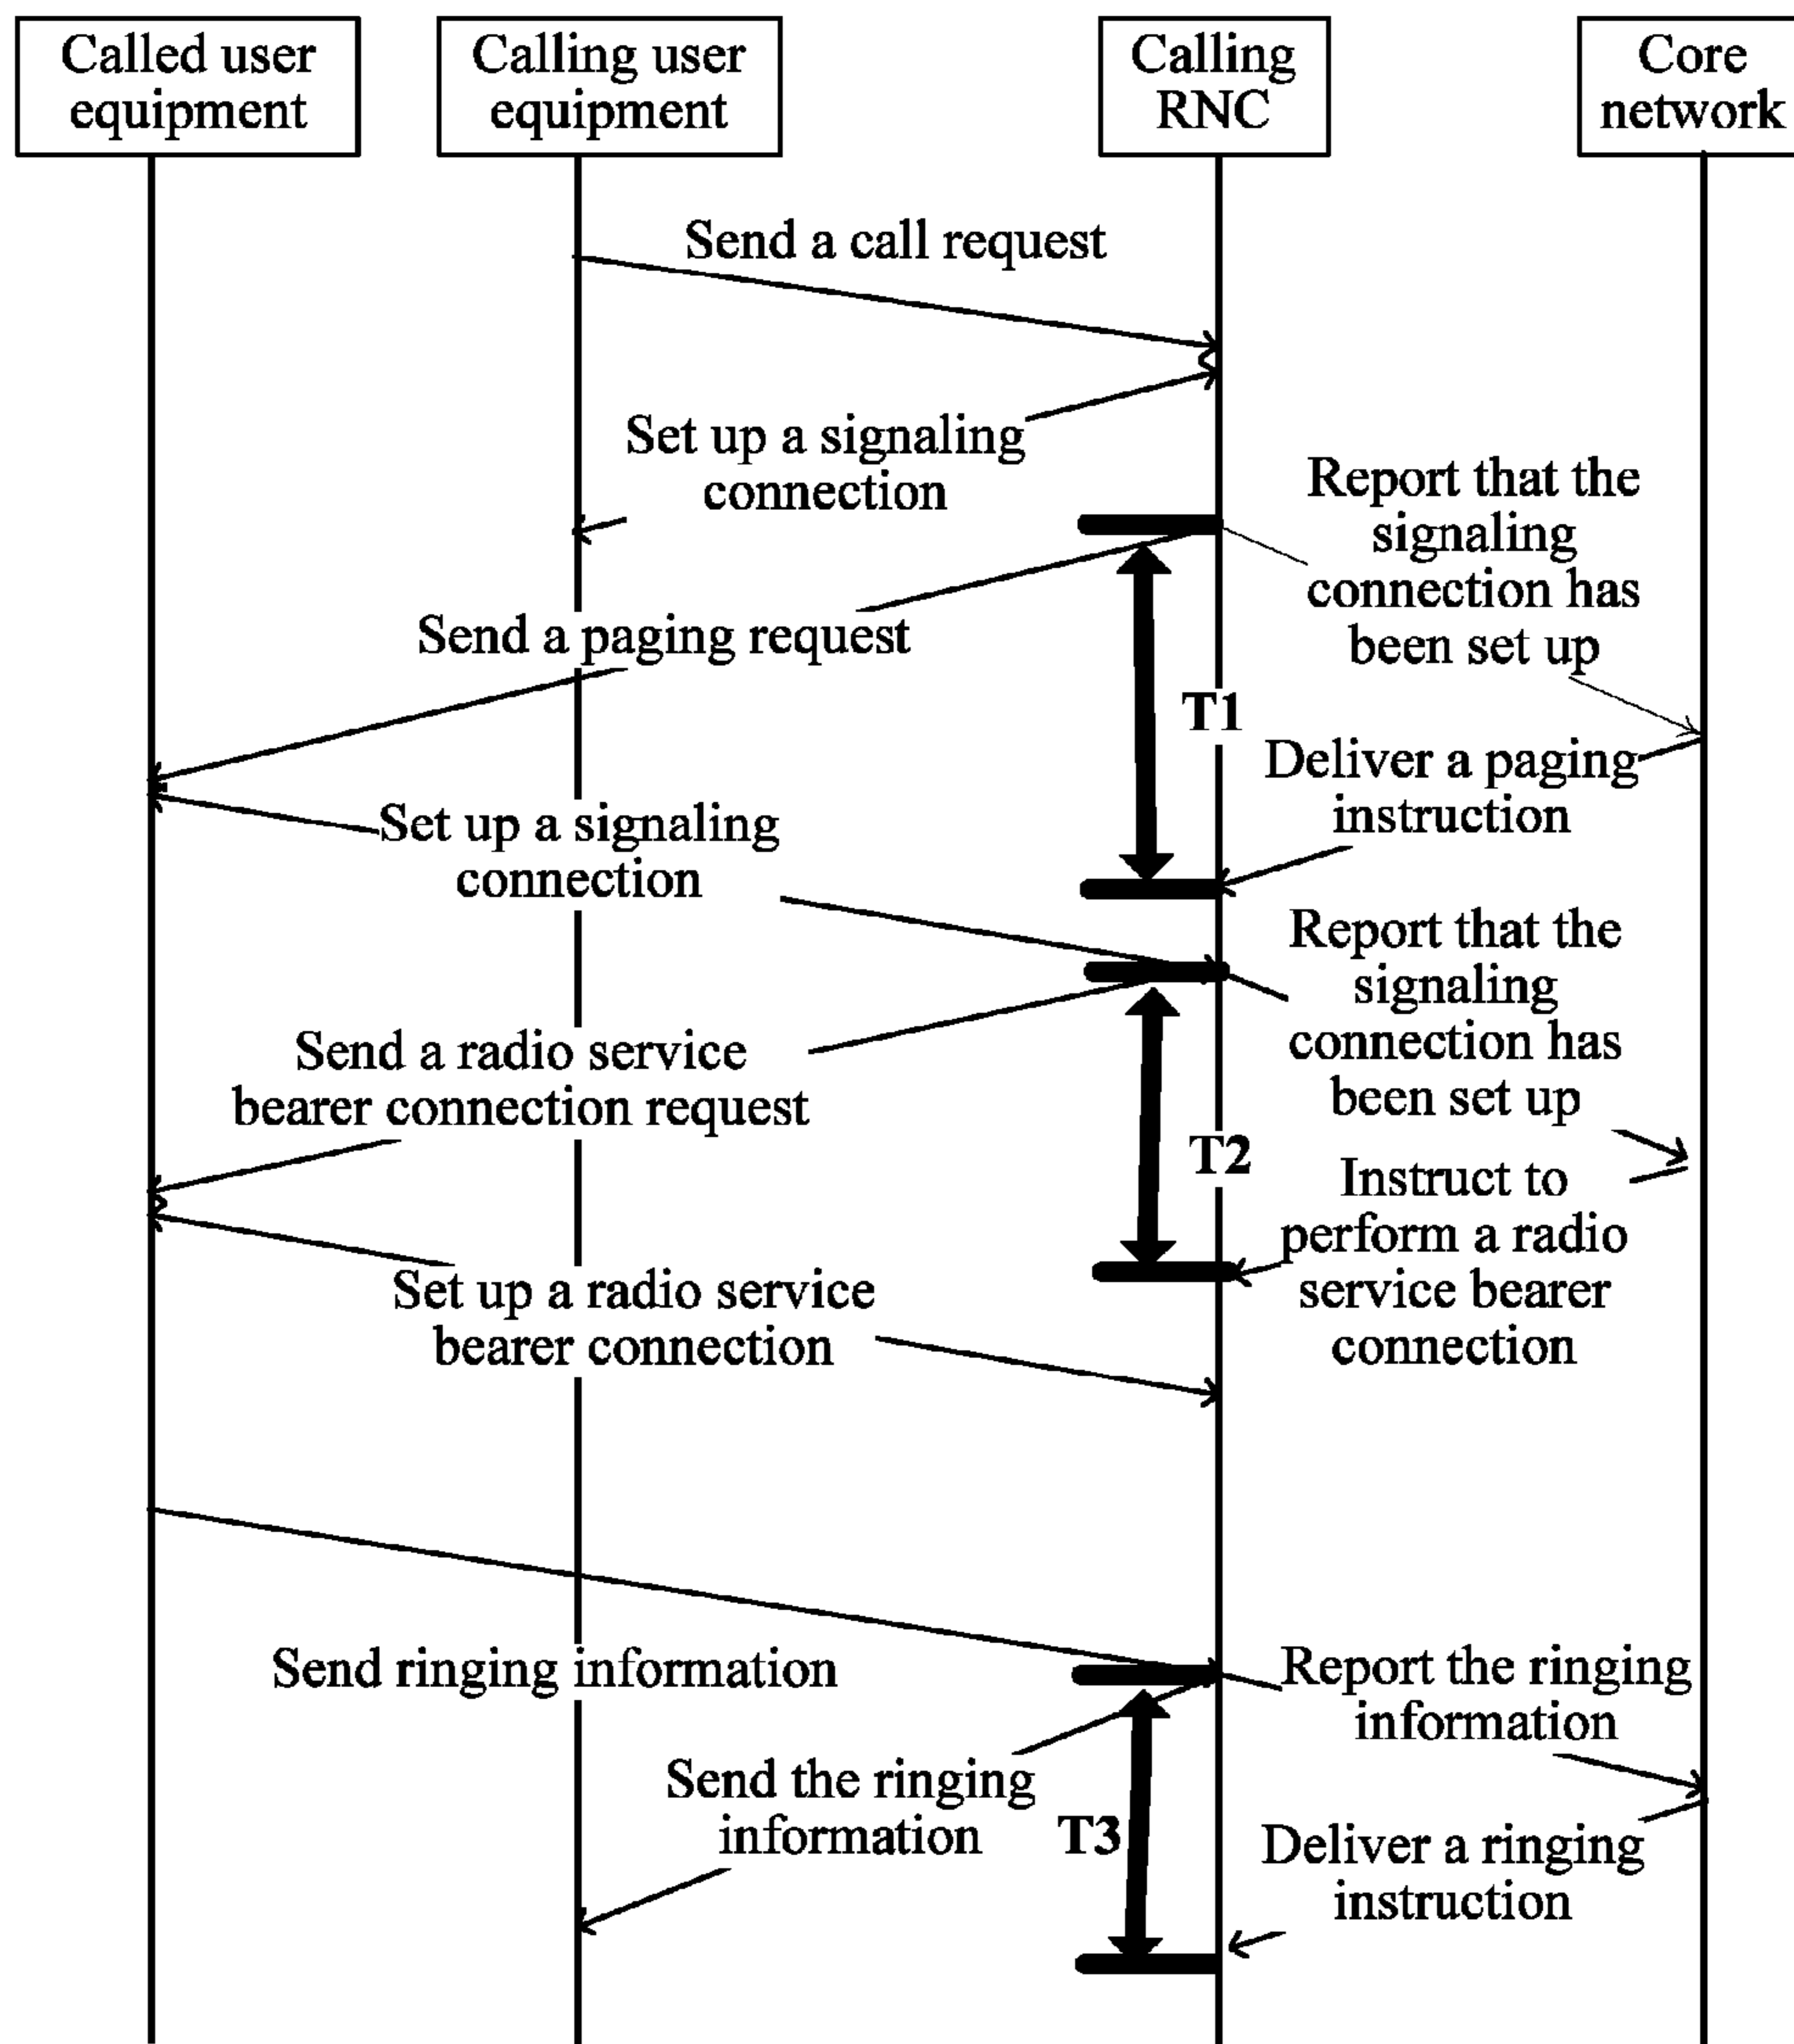 Called user
equipment
Calling user
equipment
Calling
RNC
Core
network
Send a call request
Set up a signaling
connection
Report that the
signaling
connection has
been set up
Send a paging request
T1
Deliver a paging
instruction
Set up a signaling
connection
Report that the
signaling
connection has
been set up
Send a radio service
bearer connection request
T2
Instruct to
perform a radio
service bearer
connection
Set up a radio service
bearer connection
Send ringing information
Report the ringing
information
Send the ringing
information
T3
Deliver a ringing
instruction